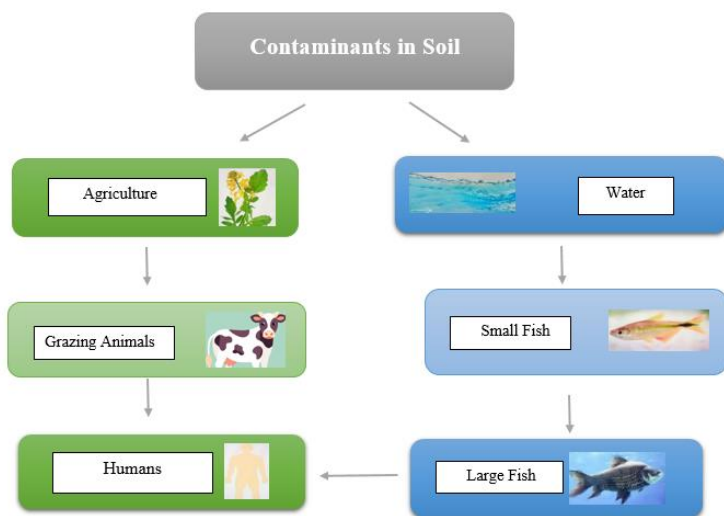 Contaminants in Soil
Agriculture
Water
Grazing Animals
Small Fish
Humans
Large Fish